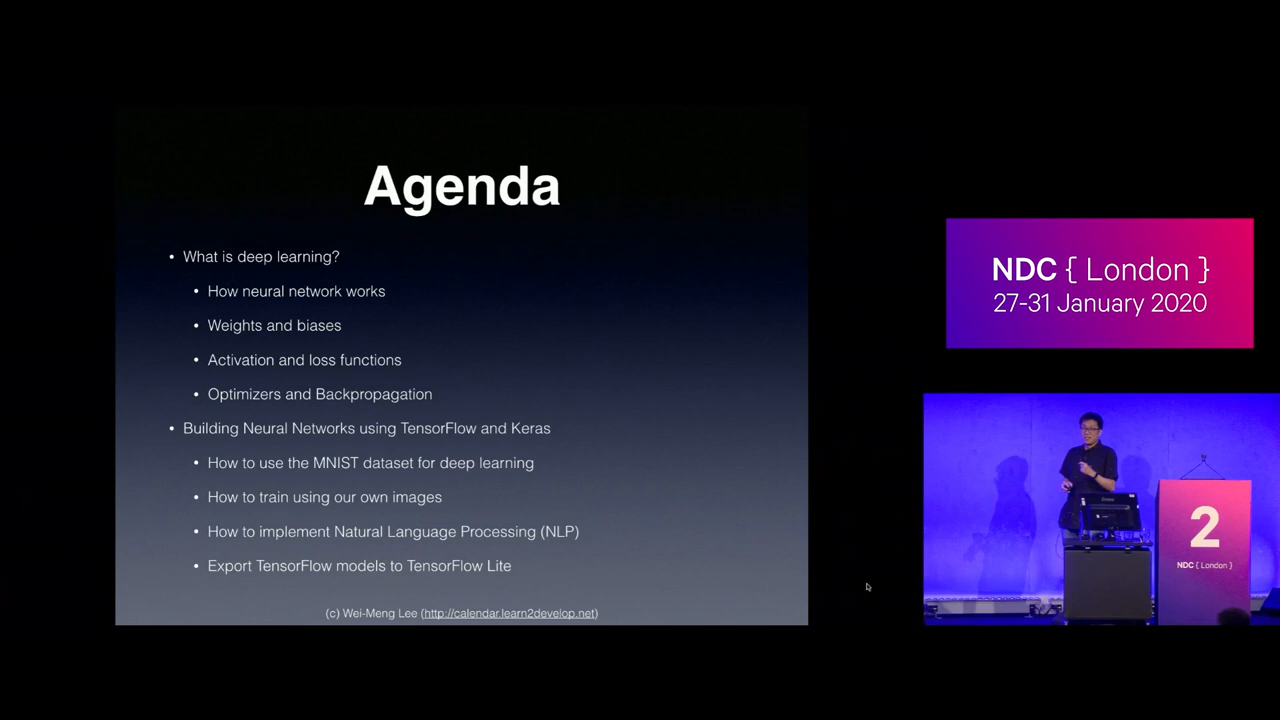 Agenda
• What is deep learning?
• How neural network works
• Weights and biases
• Activation and loss functions
• Optimizers and Backpropagation
• Building Neural Networks using TensorFlow and Keras
• How to use the MNIST dataset for deep learning
• How to train using our own images
• How to implement Natural Language Processing (NLP)
• Export TensorFlow models to TensorFlow Lite
(c) Wei-Meng Lee (http://calendar.learn2develop.net)
NDC { London }
27-31 January 2020
2
NDC { London }